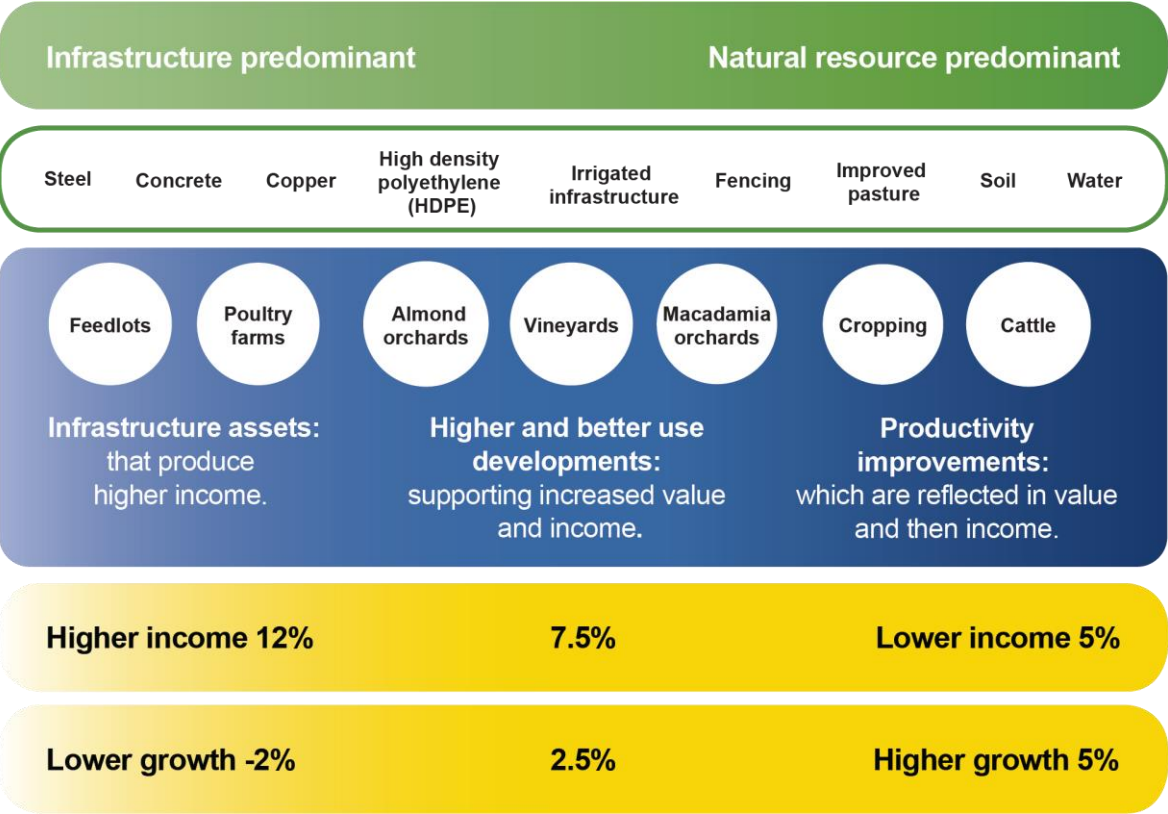 Infrastructure predominant
Natural resource predominant
Steel
Concrete
Copper
High density
polyethylene
(HDPE)
Irrigated
infrastructure
Fencing
Improved
pasture
Soil
Water
Feedlots
Poultry
farms
Almond
orchards
Vineyards
Macadamia
orchards
Cropping
Cattle
Infrastructure assets:
that produce
higher income.
Higher and better use
developments:
supporting increased value
and income.
Productivity
improvements:
which are reflected in value
and then income.
Higher income 12%
7.5%
Lower income 5%
Lower growth -2%
2.5%
Higher growth 5%